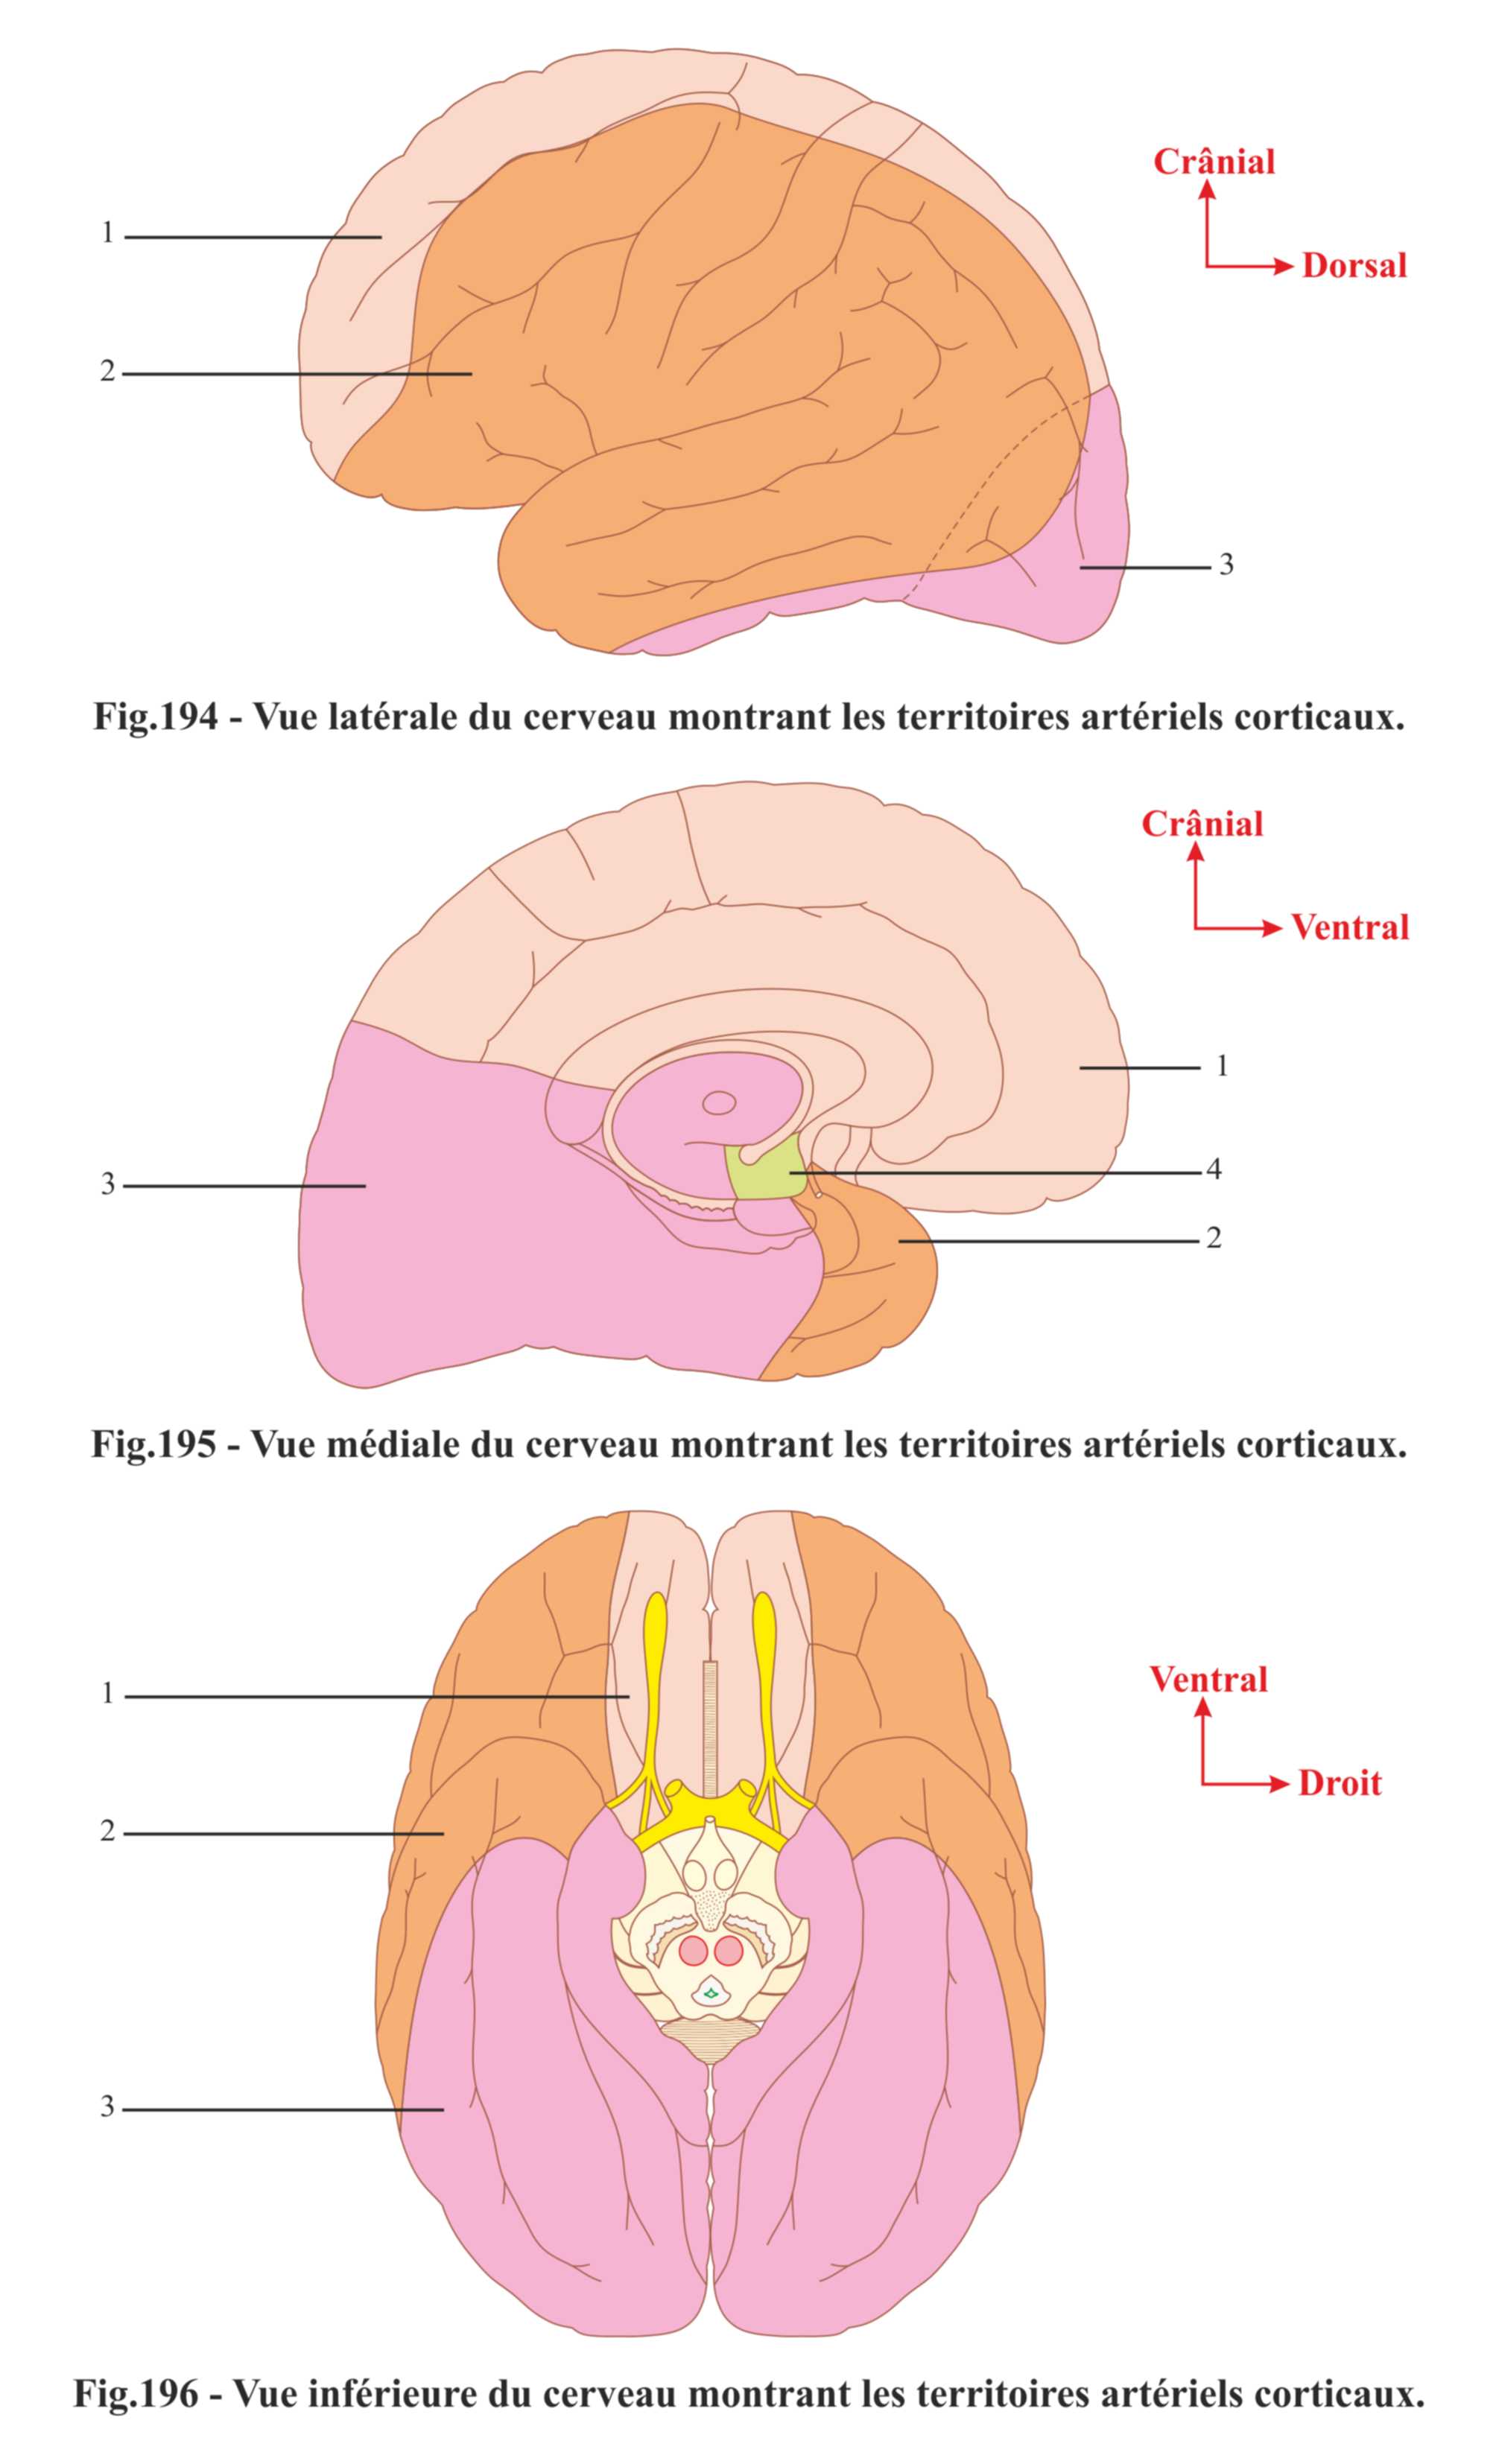 Crânial
1
Dorsal
2
3
Fig.194 - Vue latérale du cerveau montrant les territoires artériels corticaux.
Crânial
Ventral
1
4
3
2
Fig.195 - Vue médiale du cerveau montrant les territoires artériels corticaux.
Ventral
1
Droit
2
3
Fig.196 - Vue inférieure du cerveau montrant les territoires artériels corticaux.